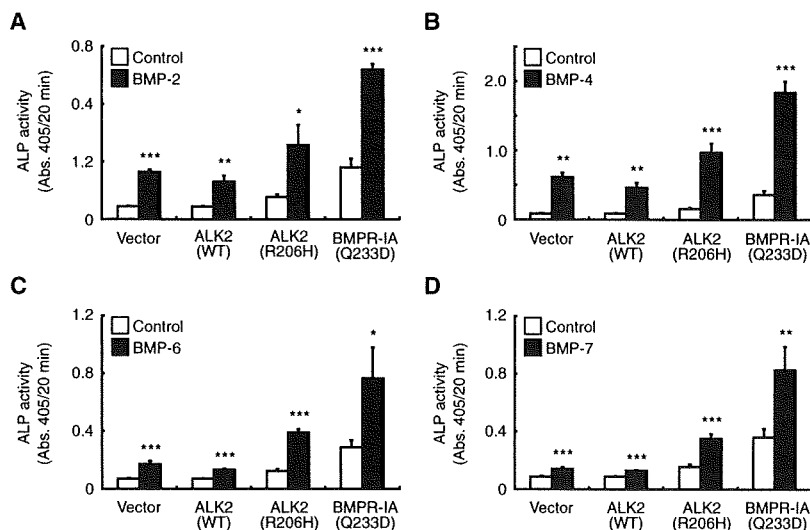 A
0.8
0.4
1.2
0
ALP activity
(Abs. 405/20 min)
Control
BMP-2
***
**
*
***
Vector
ALK2
(WT)
ALK2
(R206H)
BMPR-IA
(Q233D)
B
2.0
1.0
0
ALP activity
(Abs. 405/20 min)
Control
BMP-4
**
**
***
***
Vector
ALK2
(WT)
ALK2
(R206H)
BMPR-IA
(Q233D)
C
1.2
0.8
0.4
0
ALP activity
(Abs. 405/20 min)
Control
BMP-6
***
***
***
*
Vector
ALK2
(WT)
ALK2
(R206H)
BMPR-IA
(Q233D)
D
1.2
0.8
0.4
0
ALP activity
(Abs. 405/20 min)
Control
BMP-7
***
***
***
**
Vector
ALK2
(WT)
ALK2
(R206H)
BMPR-IA
(Q233D)